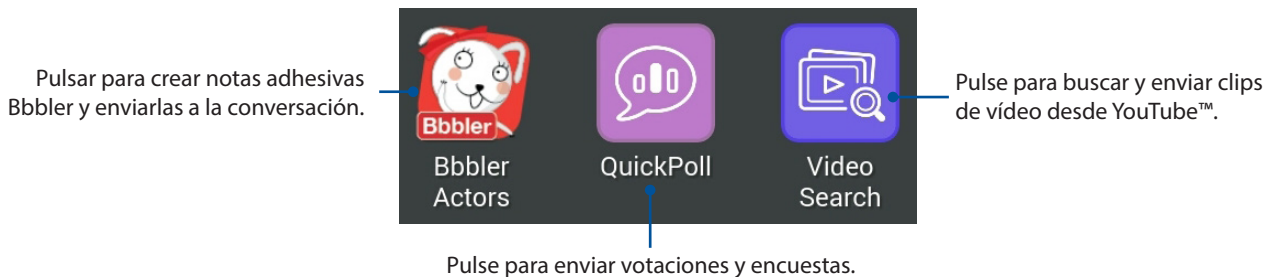 Pulsar para crear notas adhesivas
Bbbler y enviarlas a la conversación.
Bbbler
Bbbler
Actors
QuickPoll
Video
Search
Pulse para buscar y enviar clips
de vídeo desde YouTube™.
Pulse para enviar votaciones y encuestas.